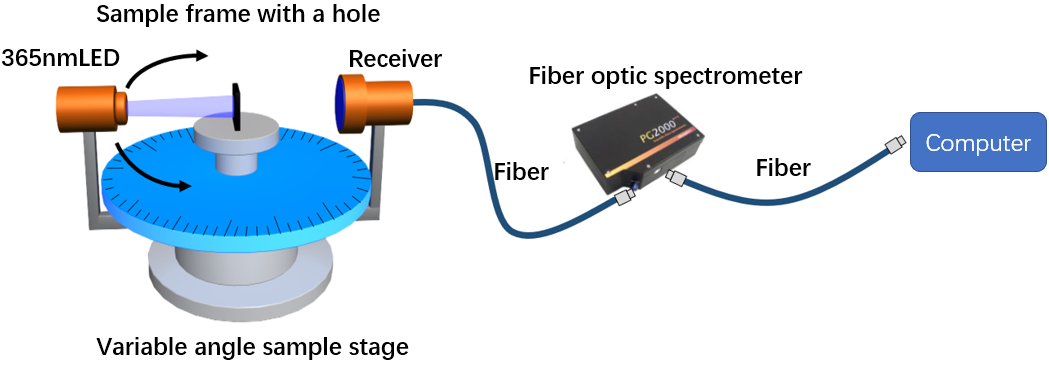 Sample frame with a hole
365nmLED
Receiver
Fiber optic spectrometer
PG2000
Computer
Fiber
Fiber
Variable angle sample stage